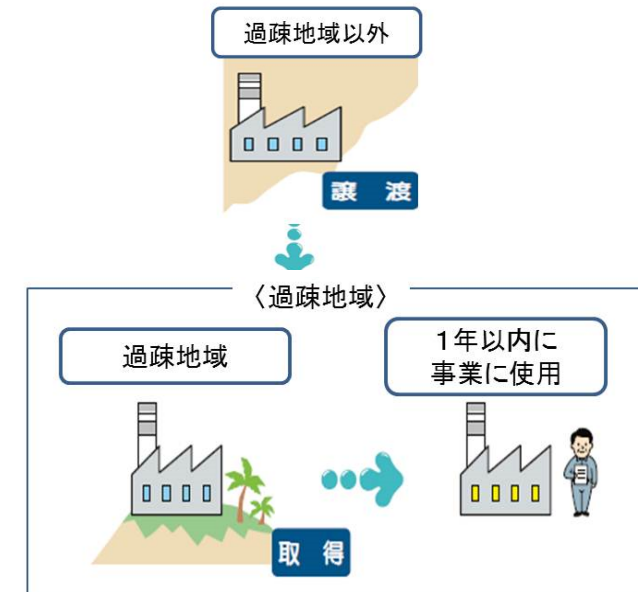 過疎地域以外
譲 渡
〈過疎地域〉
過疎地域
1年以内に
事業に使用
取 得